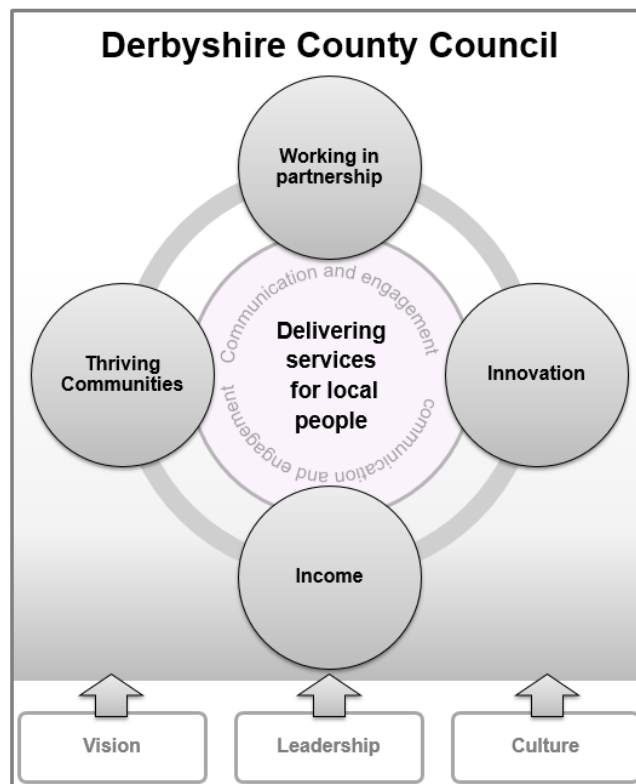 Derbyshire County Council
Working in
partnership
Communication and engagement
Thriving
Communities
Delivering
services
for local
people
Innovation
communication and engagement
Income
Vision
Leadership
Culture